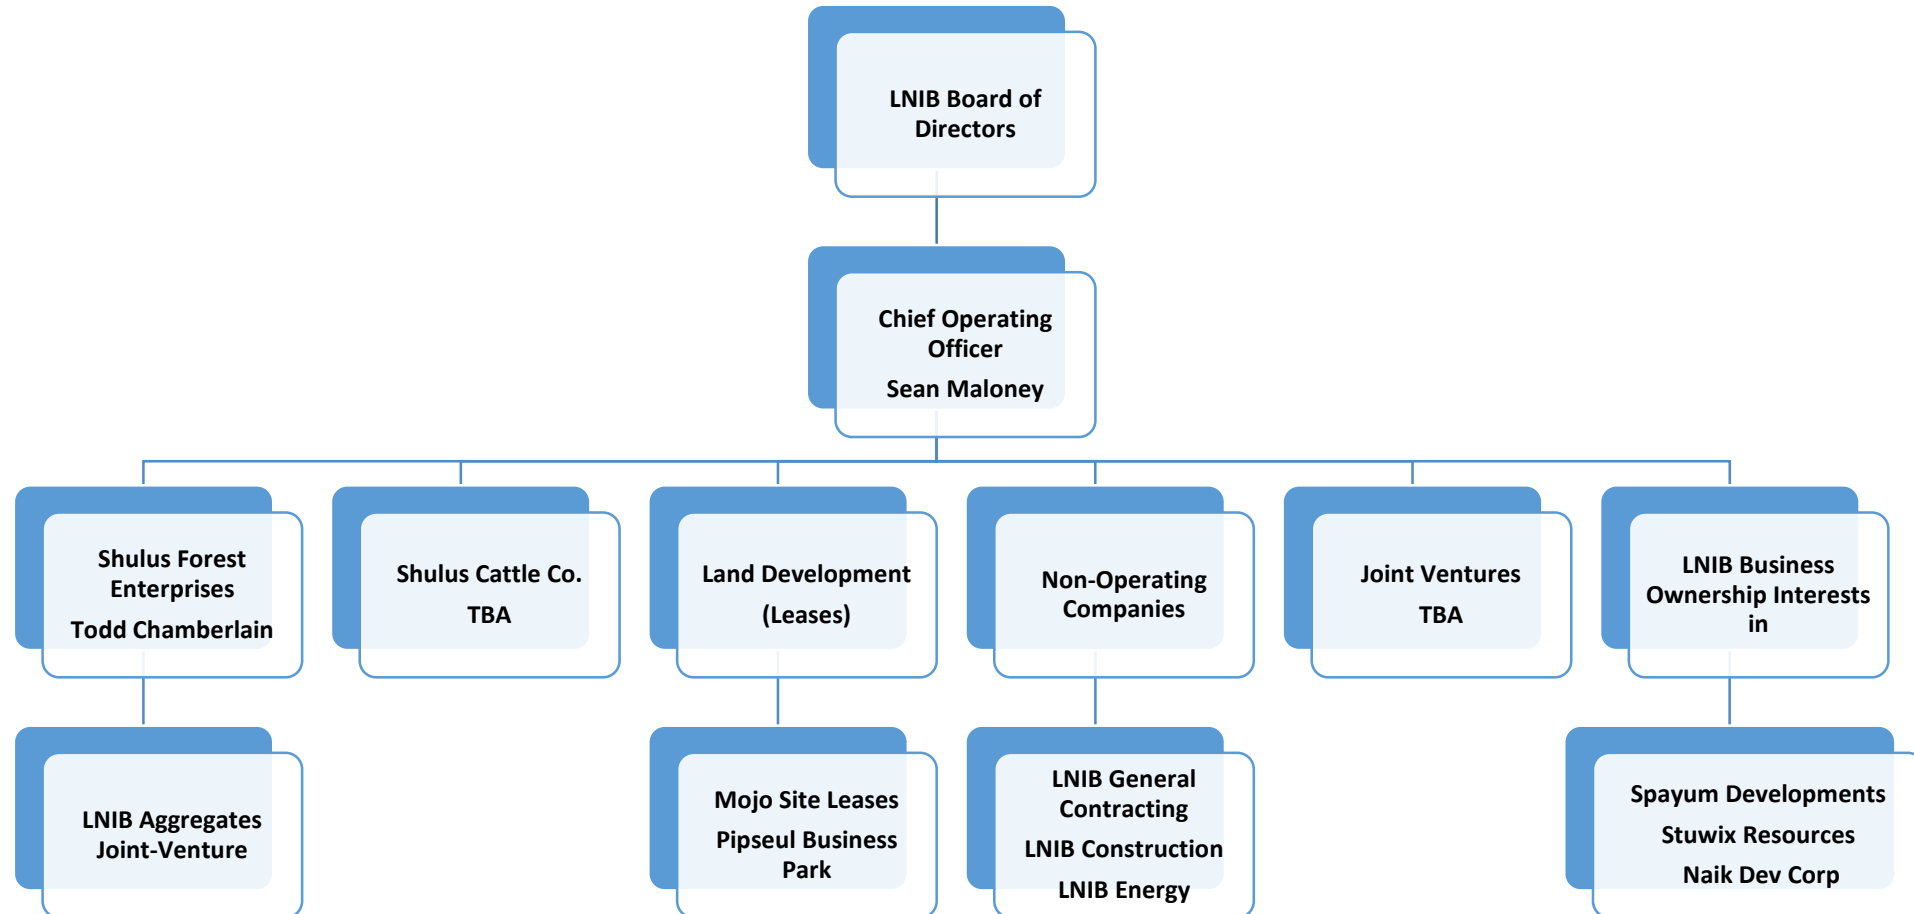 LNIB Board of
Directors
Chief Operating
Officer
Sean Maloney
Shulus Forest
Enterprises
Todd Chamberlain
Shulus Cattle Co.
TBA
Land Development
(Leases)
Non-Operating
Companies
Joint Ventures
TBA
LNIB Business
Ownership Interests
in
LNIB Aggregates
Joint-Venture
Mojo Site Leases
Pipseul Business
Park
LNIB General
Contracting
LNIB Construction
LNIB Energy
Spayum Developments
Stuwix Resources
Naik Dev Corp